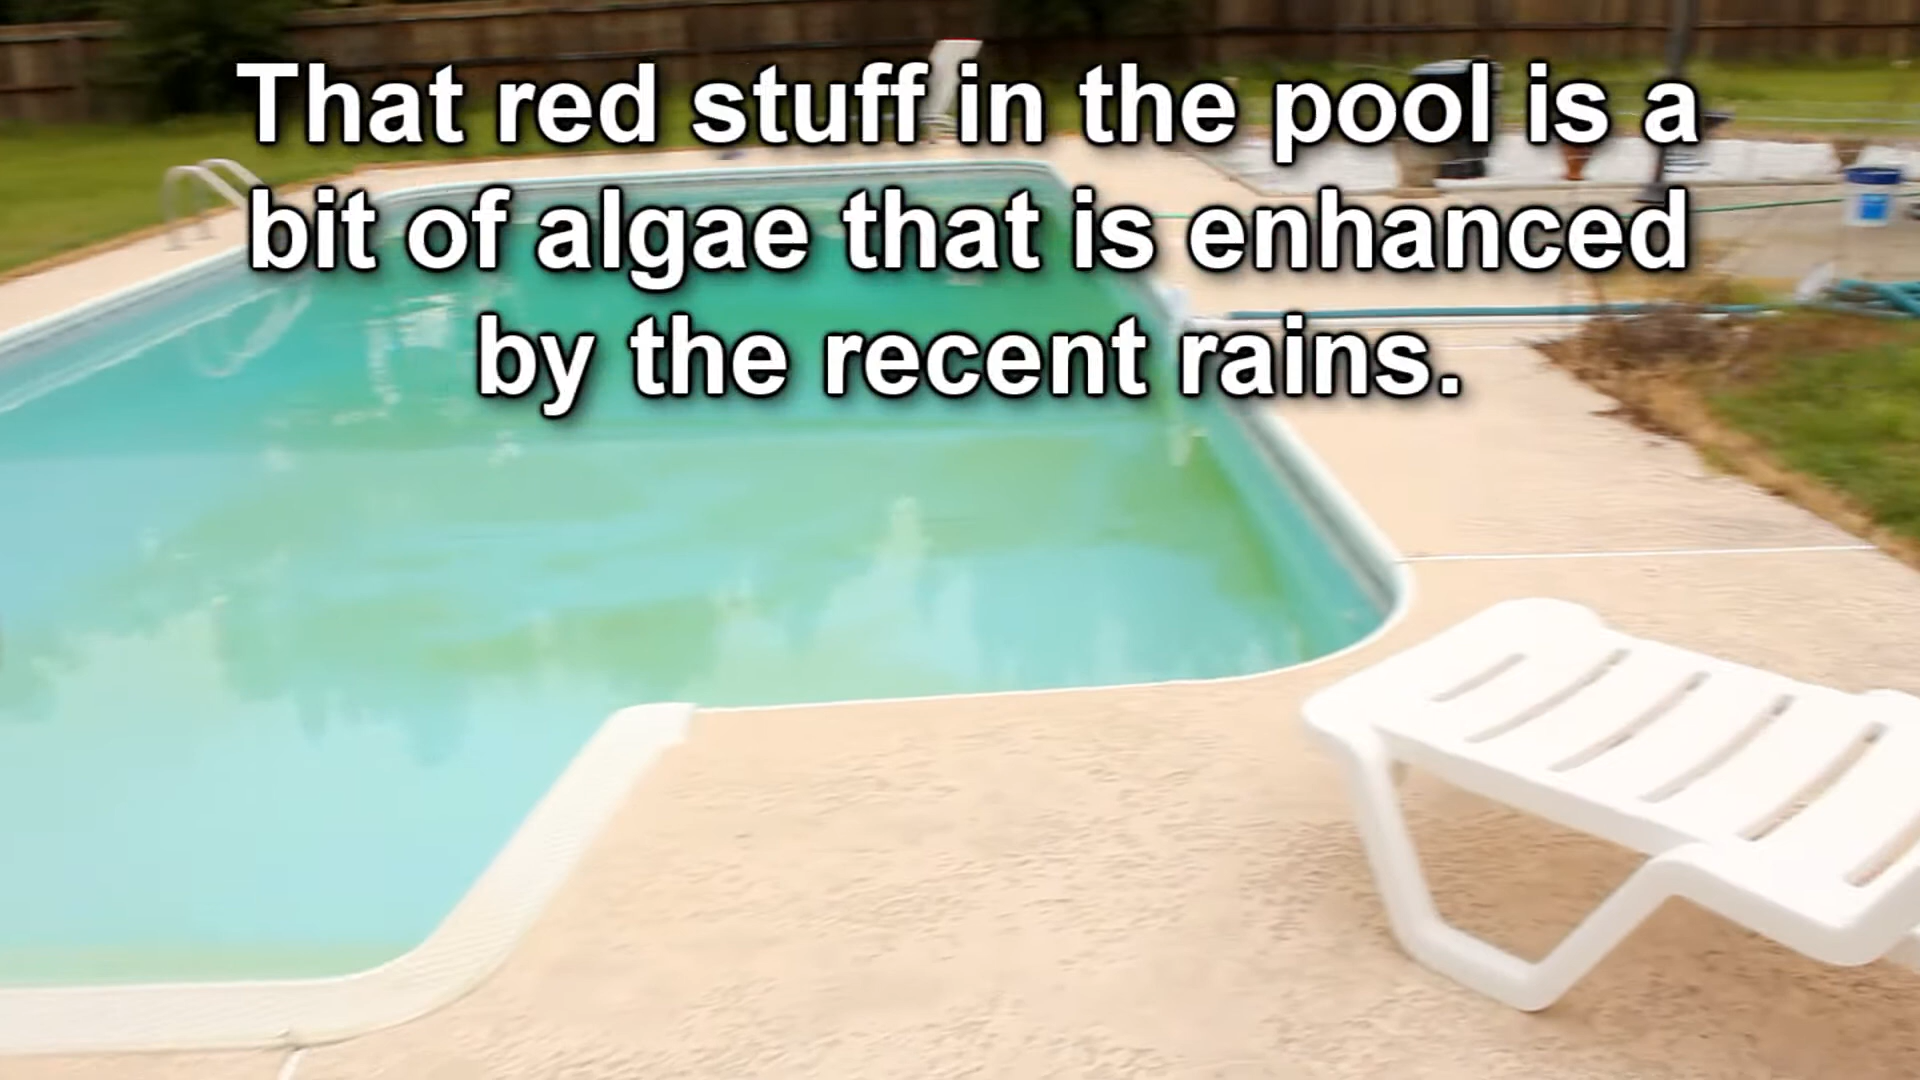 That red stuff in the pool is a
bit of algae that is enhanced
by the recent rains.